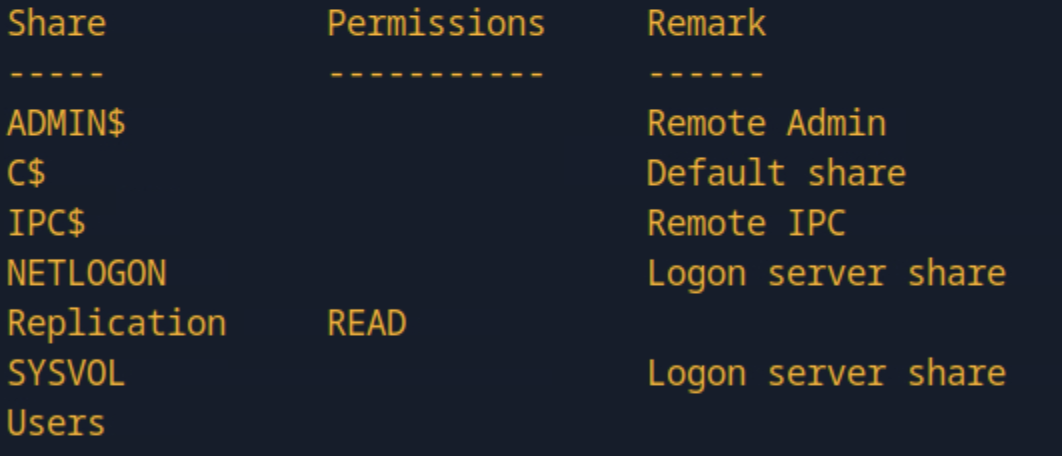 Share           Permissions     Remark
-----           -----------     ------
ADMIN$                          Remote Admin
C$                              Default share
IPC$                            Remote IPC
NETLOGON                        Logon server share
Replication     READ
SYSVOL                          Logon server share
Users